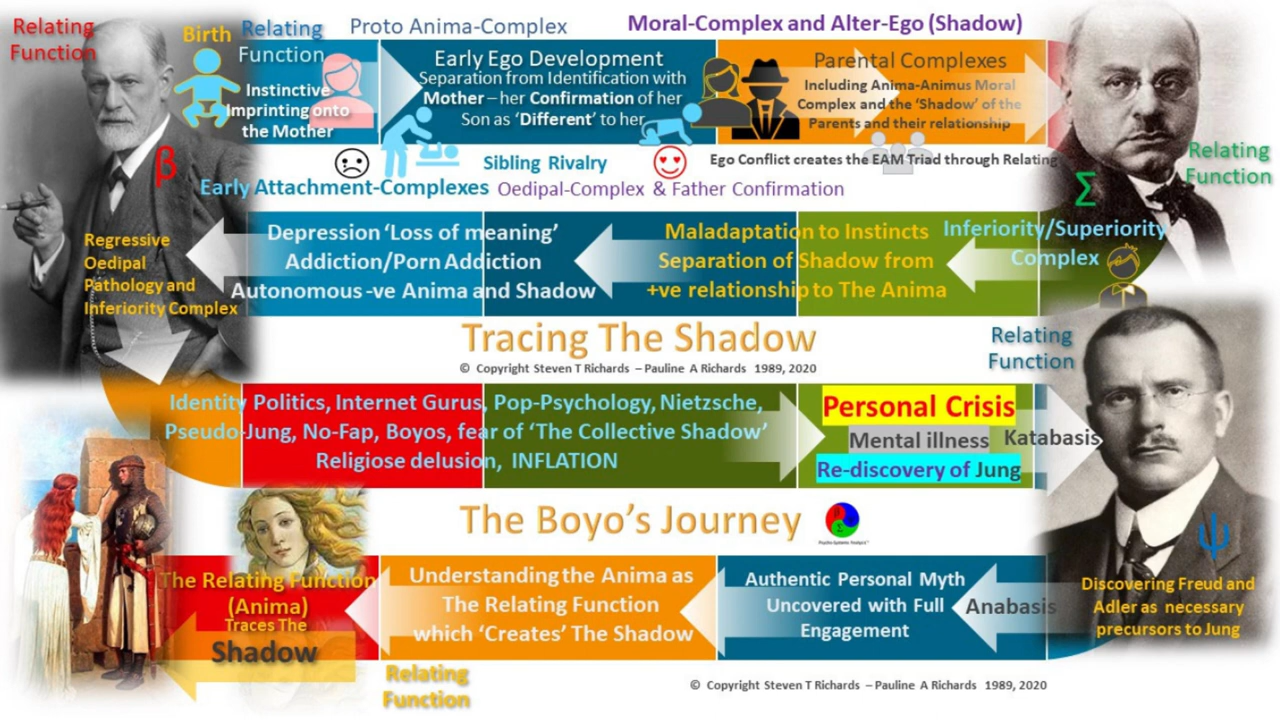 Relating
Function
Birth
Relating
Function
Instinctive
Imprinting onto
the Mother
Proto Anima-Complex
Moral-Complex and Alter-Ego (Shadow)
Early Ego Development
Separation from Identification with
Mother – her Confirmation of her
Son as ‘Different’ to her
Parental Complexes
Including Anima-Animus Moral
Complex and the ‘Shadow’ of the
Parents and their relationship
β
Sibling Rivalry
Ego Conflict creates the EAM Triad through Relating
Early Attachment-Complexes
Oedipal-Complex & Father Confirmation
Relating
Function
Σ
Regressive
Oedipal
Pathology and
Inferiority Complex
Depression ‘Loss of meaning’
Addiction/Porn Addiction
Autonomous -ve Anima and Shadow
Maladaptation to Instincts
Separation of Shadow from
+ve relationship to The Anima
Inferiority/Superiority
Complex
Tracing The Shadow
© Copyright Steven T Richards – Pauline A Richards 1989, 2020
Relating
Function
Identity Politics, Internet Gurus, Pop-Psychology, Nietzsche,
Pseudo-Jung, No-Fap, Boyos, fear of ‘The Collective Shadow’
Religiose delusion, INFLATION
Personal Crisis
Mental illness
Re-discovery of Jung
Katabasis
The Boyo’s Journey
ψ
The Relating Function
(Anima)
Traces The
Shadow
Understanding the Anima as
The Relating Function
which ‘Creates’ The Shadow
Authentic Personal Myth
Uncovered with Full
Engagement
Anabasis
Discovering Freud and
Adler as necessary
precursors to Jung
Relating
Function
© Copyright Steven T Richards – Pauline A Richards 1989, 2020